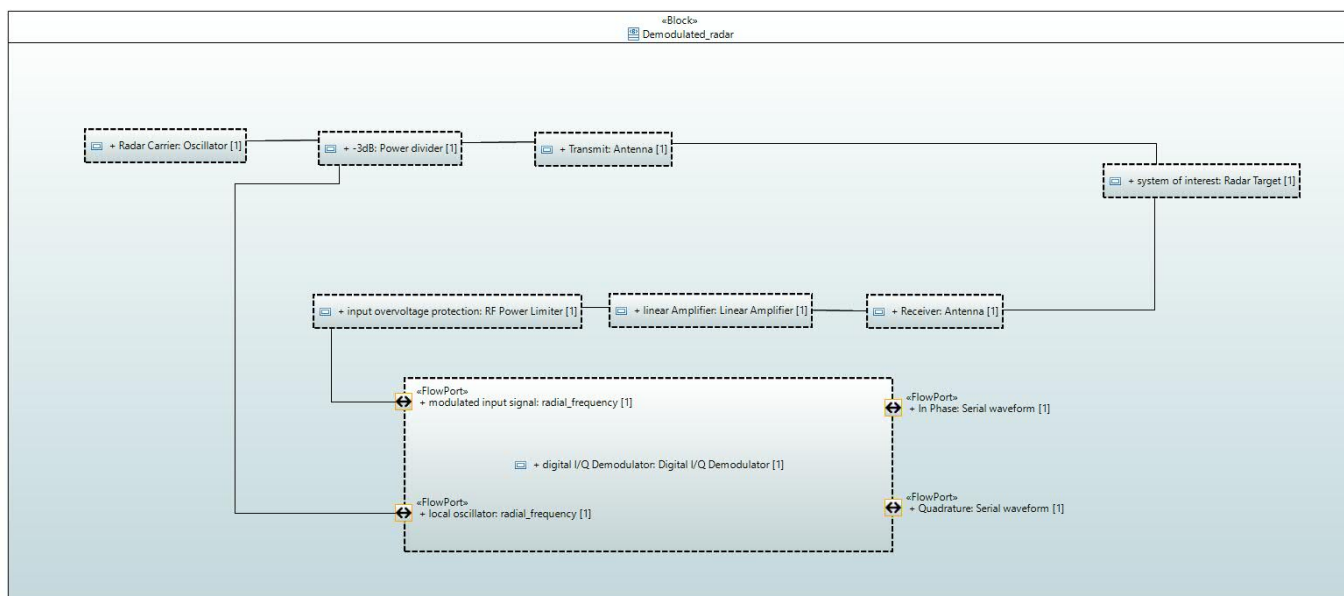 «Block»
Demodulated_radar
+ Radar Carrier: Oscillator [1]
+ -3dB: Power divider [1]
+ Transmit: Antenna [1]
+ system of interest: Radar Target [1]
+ input overvoltage protection: RF Power Limiter [1]
+ linear Amplifier: Linear Amplifier [1]
+ Receiver: Antenna [1]
«FlowPort»
+ modulated input signal: radial_frequency [1]
«FlowPort»
+ In Phase: Serial waveform [1]
+ digital I/Q Demodulator: Digital I/Q Demodulator [1]
«FlowPort»
+ local oscillator: radial_frequency [1]
«FlowPort»
+ Quadrature: Serial waveform [1]